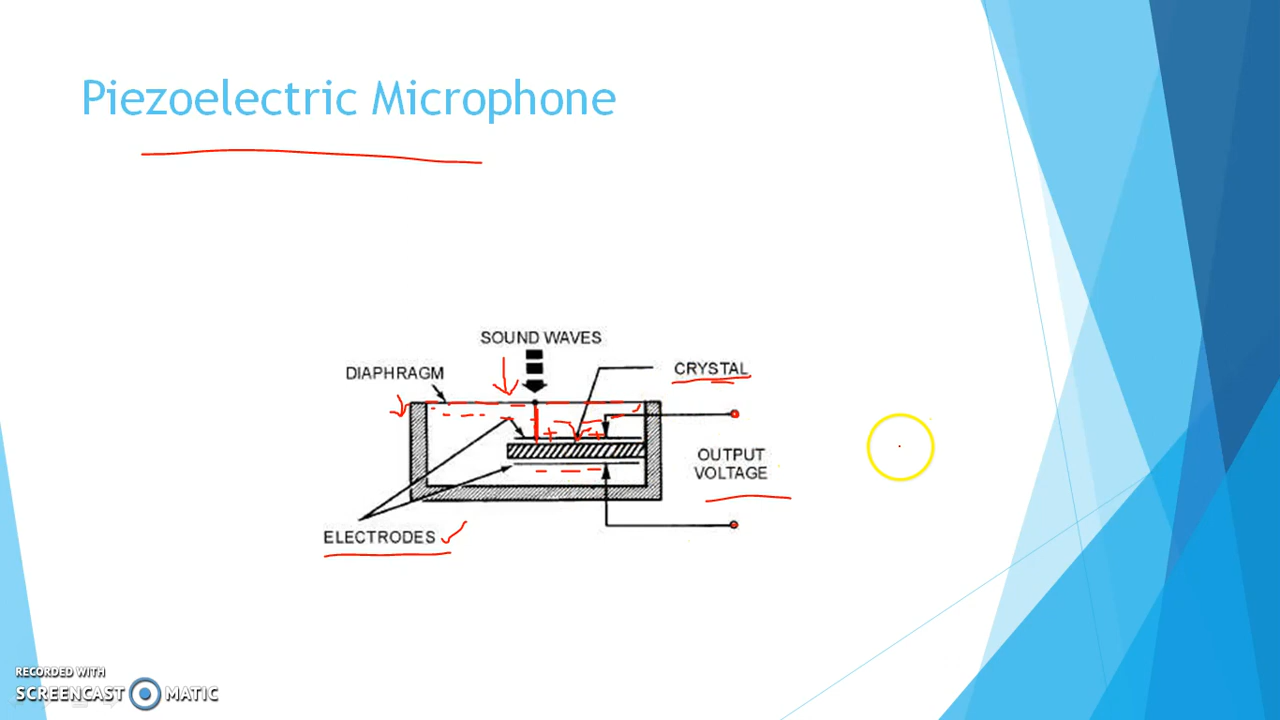 Piezoelectric Microphone
SOUND WAVES
DIAPHRAGM
CRYSTAL
OUTPUT
VOLTAGE
ELECTRODES
RECORDED WITH
SCREENCAST MATIC